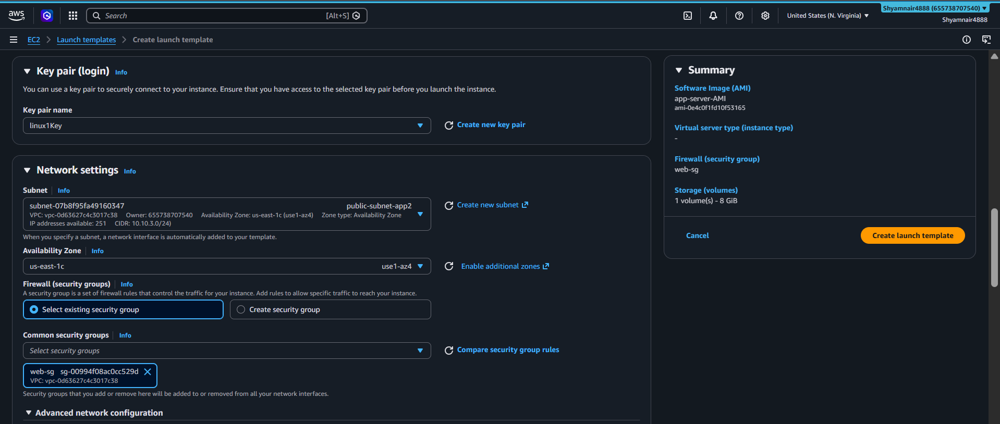 aws
Search [Alt+S]
United States (N. Virginia)
Shyamnair4888 (655738707540)
Shyamnair4888
EC2 Launch templates Create launch template
Key pair (login) Info
You can use a key pair to securely connect to your instance. Ensure that you have access to the selected key pair before you launch the instance.
Key pair name
linux1Key
Create new key pair
Network settings Info
Subnet Info
subnet-07b8f95fa49160347 public-subnet-app2
VPC: vpc-0d63627c4c3017c38 Owner: 655738707540 Availability Zone: us-east-1c (use1-az4) Zone type: Availability Zone
IP addresses available: 251 CIDR: 10.10.3.0/24)
Create new subnet
When you specify a subnet, a network interface is automatically added to your template.
Availability Zone Info
us-east-1c use1-az4
Enable additional zones
Firewall (security groups) Info
A security group is a set of firewall rules that control the traffic for your instance. Add rules to allow specific traffic to reach your instance.
Select existing security group
Create security group
Common security groups Info
Select security groups
Compare security group rules
web-sg sg-00994f08ac0cc529d
VPC: vpc-0d63627c4c3017c38
Security groups that you add or remove here will be added to or removed from all your network interfaces.
Advanced network configuration
Summary
Software Image (AMI)
app-server-AMI
ami-0e4c0f1fd10f53165
Virtual server type (instance type)
-
Firewall (security group)
web-sg
Storage (volumes)
1 volume(s) - 8 GiB
Cancel
Create launch template